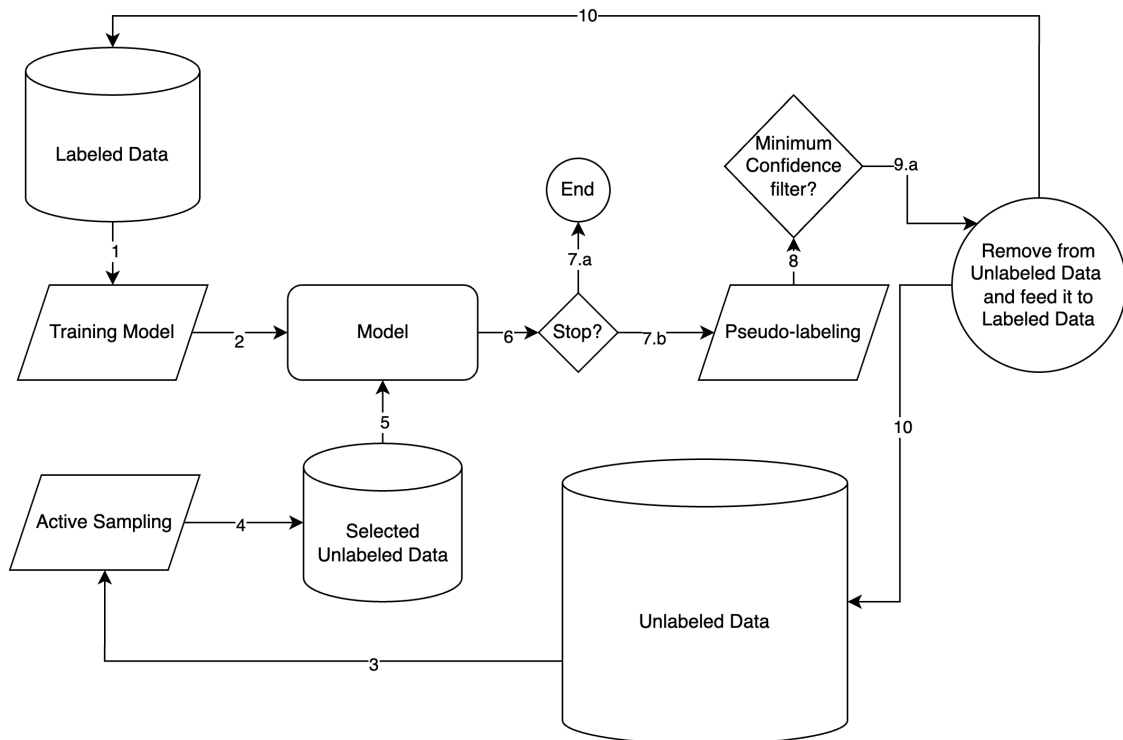 10
Labeled Data
1
Training Model
2
Model
6
Stop?
7.a
End
7.b
Pseudo-labeling
8
Minimum
Confidence
filter?
9.a
Remove from
Unlabeled Data
and feed it to
Labeled Data
10
5
Active Sampling
4
Selected
Unlabeled Data
Unlabeled Data
3